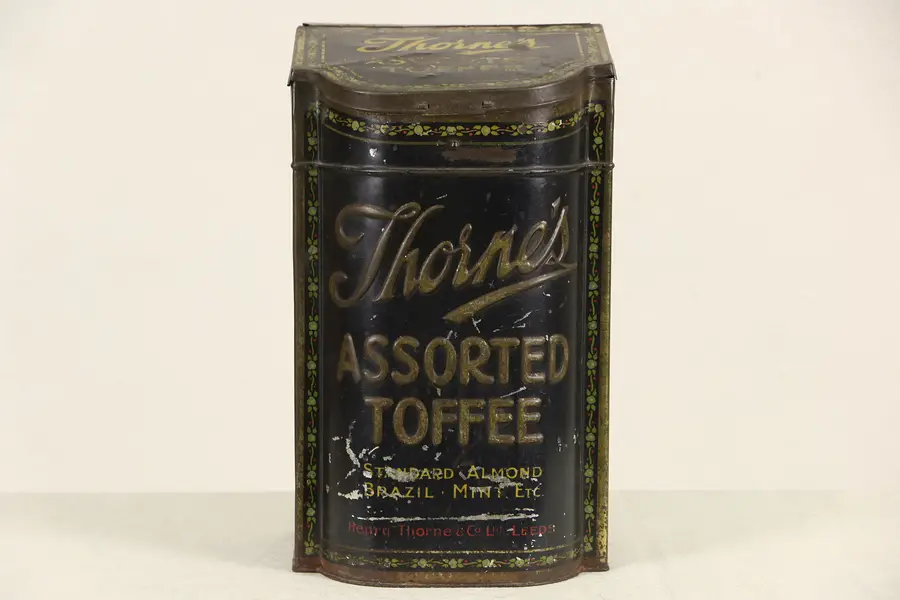 Thorne's
Thorne's
ASSORTED
TOFFEE
STANDARD ALMOND
BRAZIL · MINT ETC
Henry Thorne & Co Ltd LEEDS